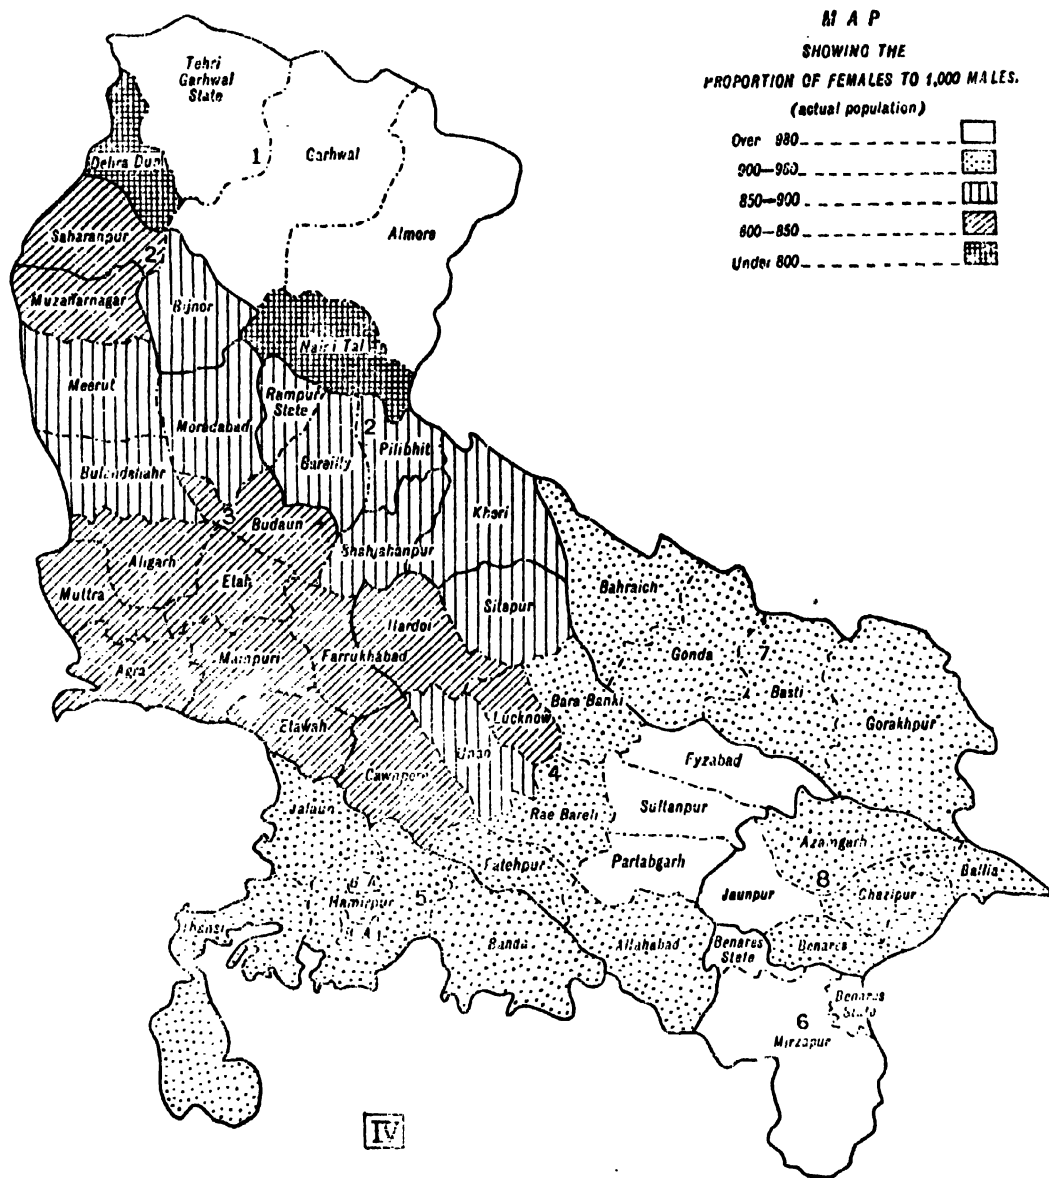 MAP
SHOWING THE
PROPORTION OF FEMALES TO 1,000 MALES.
(actual population)
Over 980
900—980
850—900
800—850
Under 800
Tehri
Garhwal
State
1
Garhwal
Dehra Dun
Almora
Saharanpur
2
Muzaffarnagar
Bijnor
Naini Tal
Meerut
Moradabad
Rampur
State
2
Pilibhit
Bareilly
Bulandshahr
3
Budaun
Kheri
Shahjahanpur
Aligarh
Etah
Muttra
Bahraich
Sitapur
Hardoi
Mainpuri
Farrukhabad
Agra
Gonda
7
Bara Banki
Basti
Gorakhpur
Etawah
Lucknow
Unao
Fyzabad
Cawnpore
4
Jalaun
Rae Bareli
Sultanpur
Azamgarh
Fatehpur
Partabgarh
Ballia
Jaunpur
8
Ghazipur
Hamirpur
5
Jhansi
Banda
Allahabad
Benares
State
Benares
Benares
State
6
Mirzapur
IV